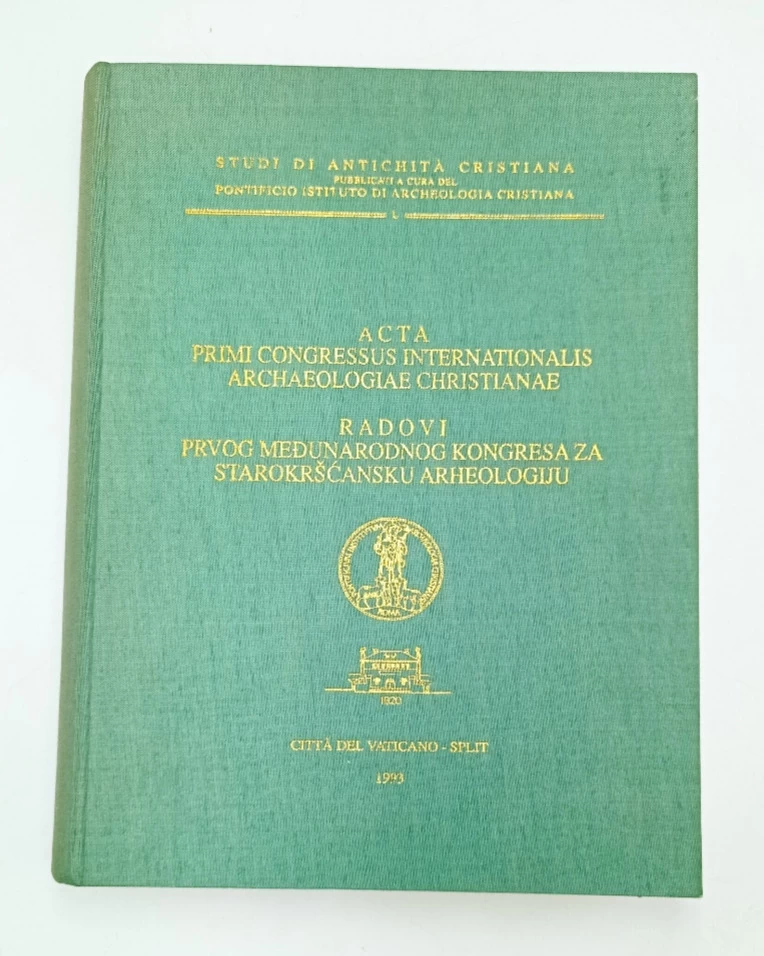 STUDI DI ANTICHITÀ CRISTIANA
PUBBLICATI A CURA DEL
PONTIFICIO ISTITUTO DI ARCHEOLOGIA CRISTIANA
L
ACTA
PRIMI CONGRESSUS INTERNATIONALIS
ARCHAEOLOGIAE CHRISTIANAE
RADOVI
PRVOG MEĐUNARODNOG KONGRESA ZA
STAROKRŠĆANSKU ARHEOLOGIJU
ROMA
1820
CITTÀ DEL VATICANO - SPLIT
1993